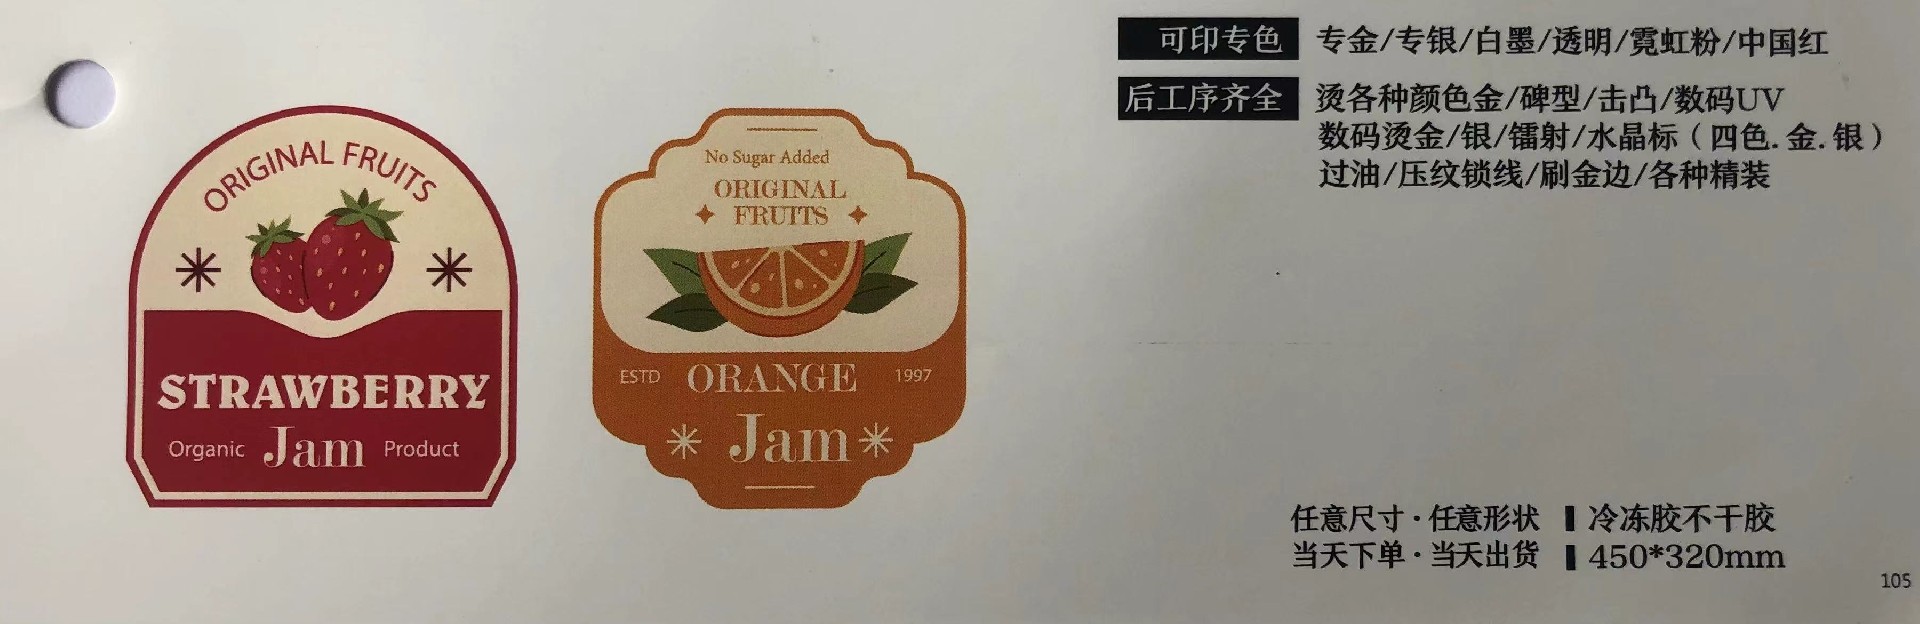 ORIGINAL FRUITS
STRAWBERRY
Organic Jam Product
No Sugar Added
ORIGINAL
FRUITS
ESTD ORANGE 1997
Jam
可印专色 专金/专银/白墨/透明/霓虹粉/中国红
后工序齐全 烫各种颜色金/碑型/击凸/数码UV
数码烫金/银/镭射/水晶标(四色.金.银)
过油/压纹锁线/刷金边/各种精装
任意尺寸·任意形状 冷冻胶不干胶
当天下单·当天出货 450*320mm
105